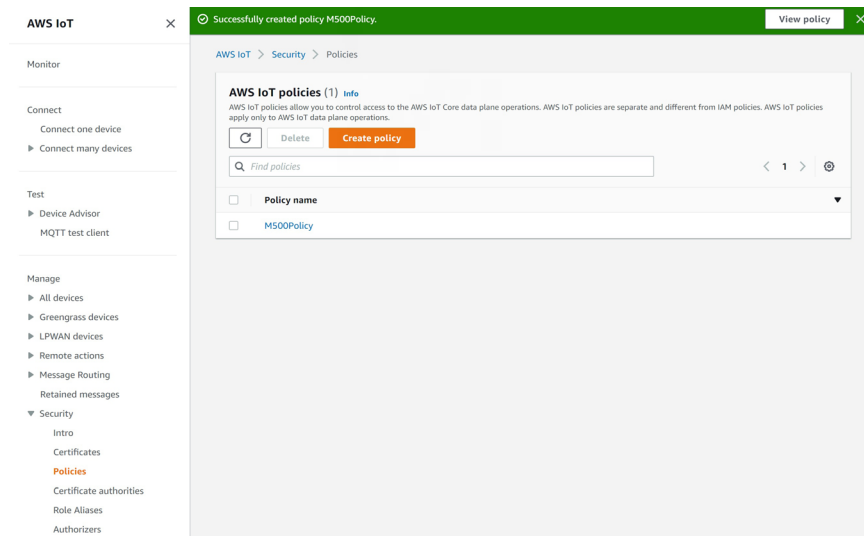 AWS IoT
Monitor
Connect
Connect one device
Connect many devices
Test
Device Advisor
MQTT test client
Manage
All devices
Greengrass devices
LPWAN devices
Remote actions
Message Routing
Retained messages
Security
Intro
Certificates
Policies
Certificate authorities
Role Aliases
Authorizers
Successfully created policy M500Policy.
View policy
AWS IoT > Security > Policies
AWS IoT policies (1) Info
AWS IoT policies allow you to control access to the AWS IoT Core data plane operations. AWS IoT policies are separate and different from IAM policies. AWS IoT policies
apply only to AWS IoT data plane operations.
Delete Create policy
Find policies
1
Policy name
M500Policy